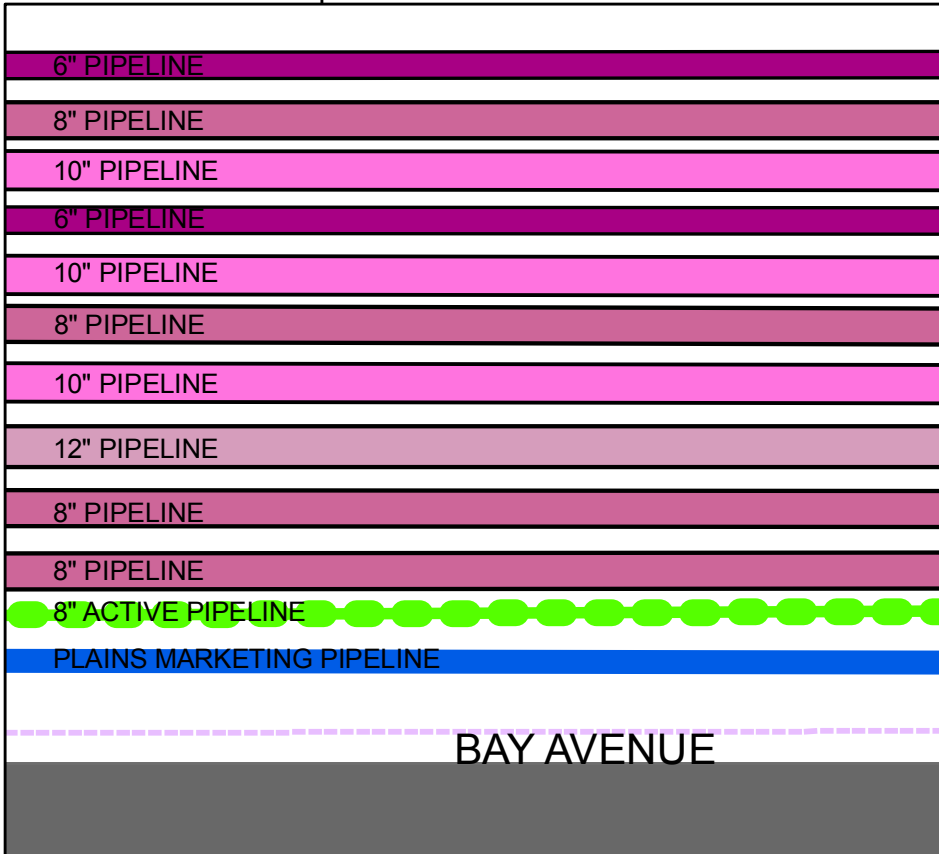 6" PIPELINE
8" PIPELINE
10" PIPELINE
6" PIPELINE
10" PIPELINE
8" PIPELINE
10" PIPELINE
12" PIPELINE
8" PIPELINE
8" PIPELINE
8" ACTIVE PIPELINE
PLAINS MARKETING PIPELINE
BAY AVENUE